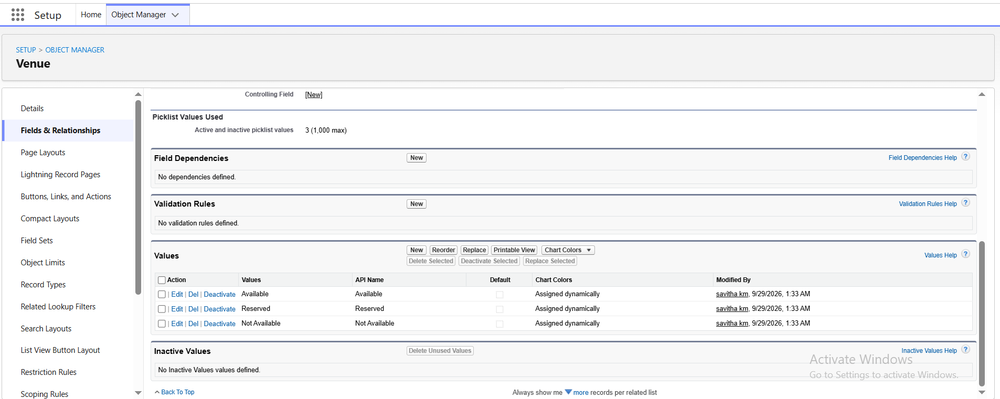 Setup
Home
Object Manager
SETUP > OBJECT MANAGER
Venue
Details
Fields & Relationships
Page Layouts
Lightning Record Pages
Buttons, Links, and Actions
Compact Layouts
Field Sets
Object Limits
Record Types
Related Lookup Filters
Search Layouts
List View Button Layout
Restriction Rules
Scoping Rules
Controlling Field [New]
Picklist Values Used
Active and inactive picklist values 3 (1,000 max)
Field Dependencies New Field Dependencies Help ?
No dependencies defined.
Validation Rules New Validation Rules Help ?
No validation rules defined.
Values New Reorder Replace Printable View Chart Colors Values Help ?
Delete Selected Deactivate Selected Replace Selected
Action Values API Name Default Chart Colors Modified By
| Edit | Del | Deactivate Available Available Assigned dynamically savitha km, 9/29/2026, 1:33 AM
| Edit | Del | Deactivate Reserved Reserved Assigned dynamically savitha km, 9/29/2026, 1:33 AM
| Edit | Del | Deactivate Not Available Not Available Assigned dynamically savitha km, 9/29/2026, 1:33 AM
Inactive Values Delete Unused Values Inactive Values Help ?
No Inactive Values values defined.
Back To Top Always show me more records per related list
Activate Windows
Go to Settings to activate Windows.